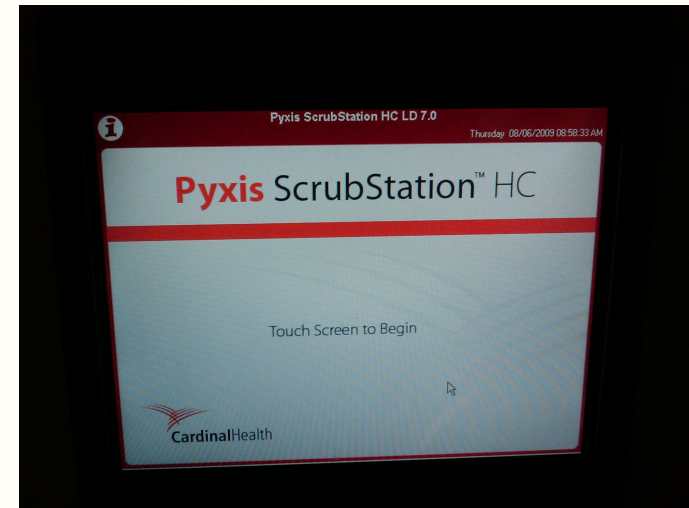 Pyxis ScrubStation HC LD 7.0
Thursday 08/06/2009 08:58:33 AM
Pyxis ScrubStation™ HC
Touch Screen to Begin
CardinalHealth